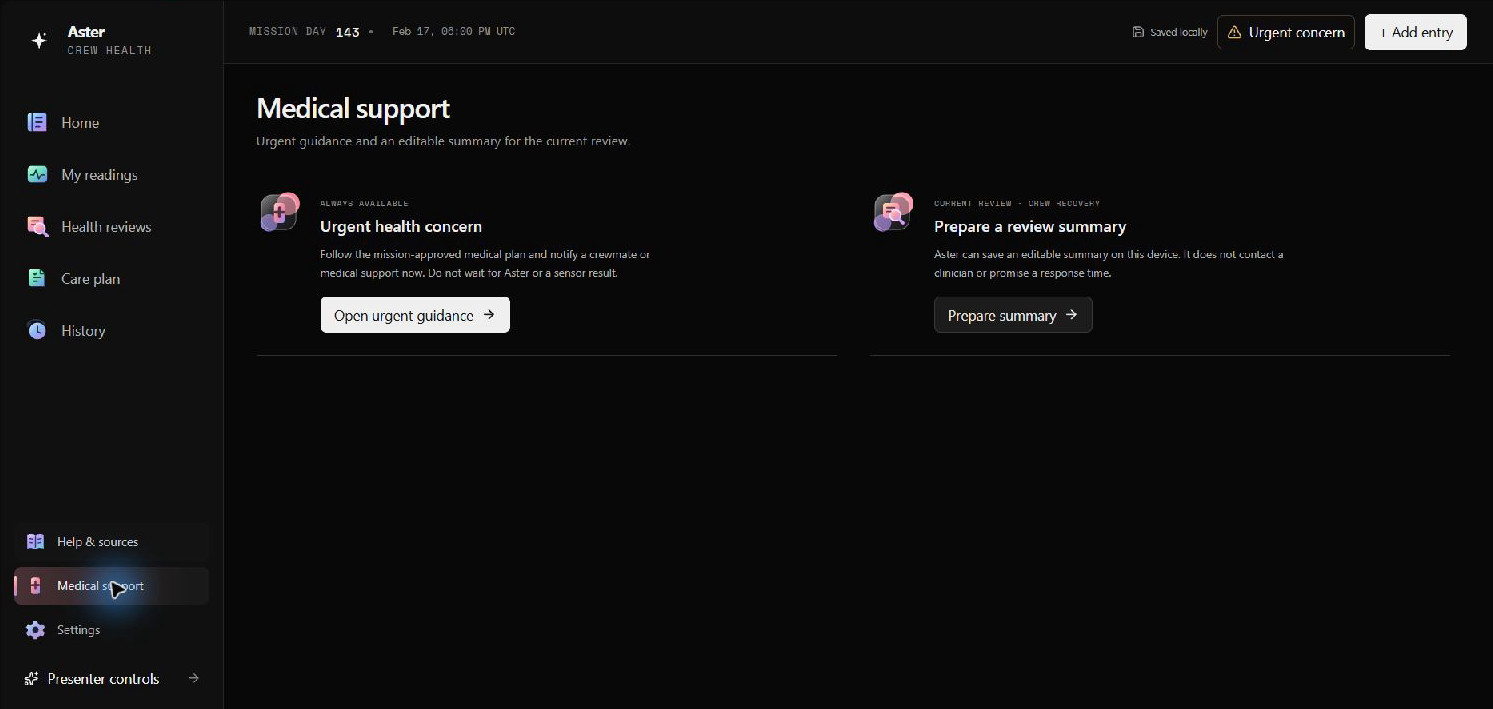 Aster
CREW HEALTH
Home
My readings
Health reviews
Care plan
History
Help & sources
Medical support
Settings
Presenter controls
MISSION DAY 143 • Feb 17, 06:00 PM UTC
Saved locally
Urgent concern
+ Add entry
Medical support
Urgent guidance and an editable summary for the current review.
ALWAYS AVAILABLE
Urgent health concern
Follow the mission-approved medical plan and notify a crewmate or
medical support now. Do not wait for Aster or a sensor result.
Open urgent guidance
CURRENT REVIEW · CREW RECOVERY
Prepare a review summary
Aster can save an editable summary on this device. It does not contact a
clinician or promise a response time.
Prepare summary